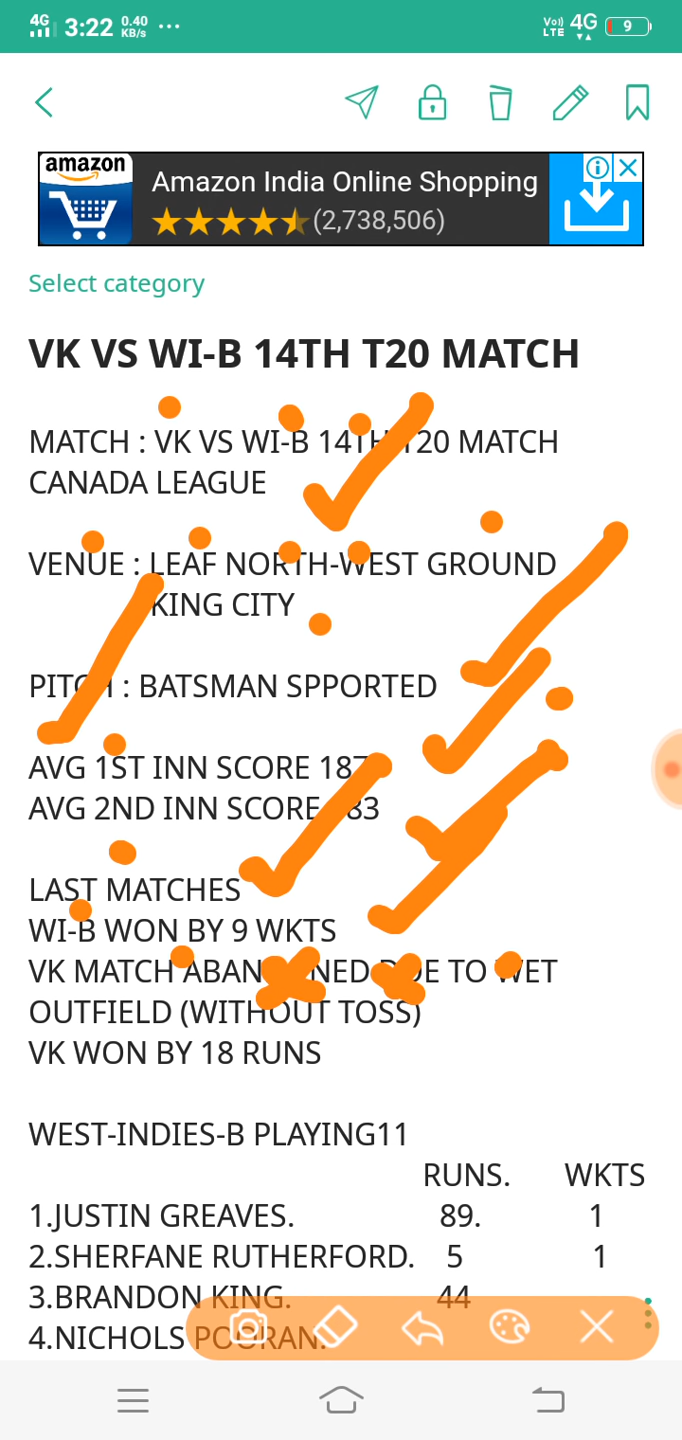 4G 3:22 0.40 KB/s ... Vo)) LTE 4G 9
amazon
Amazon India Online Shopping
(2,738,506)
Select category
VK VS WI-B 14TH T20 MATCH
MATCH : VK VS WI-B 14TH T20 MATCH
CANADA LEAGUE
VENUE : LEAF NORTH-WEST GROUND
KING CITY
PITCH : BATSMAN SPPORTED
AVG 1ST INN SCORE
AVG 2ND INN SCORE
LAST MATCHES
WI-B WON BY 9 WKTS
VK MATCH TO WET
OUTFIELD (WITHOUT TOSS)
VK WON BY 18 RUNS
WEST-INDIES-B PLAYING11
RUNS. WKTS
1.JUSTIN GREAVES. 89. 1
2.SHERFANE RUTHERFORD. 5 1
3.BRANDON KING. 44
4.NICHOLS POORAN.